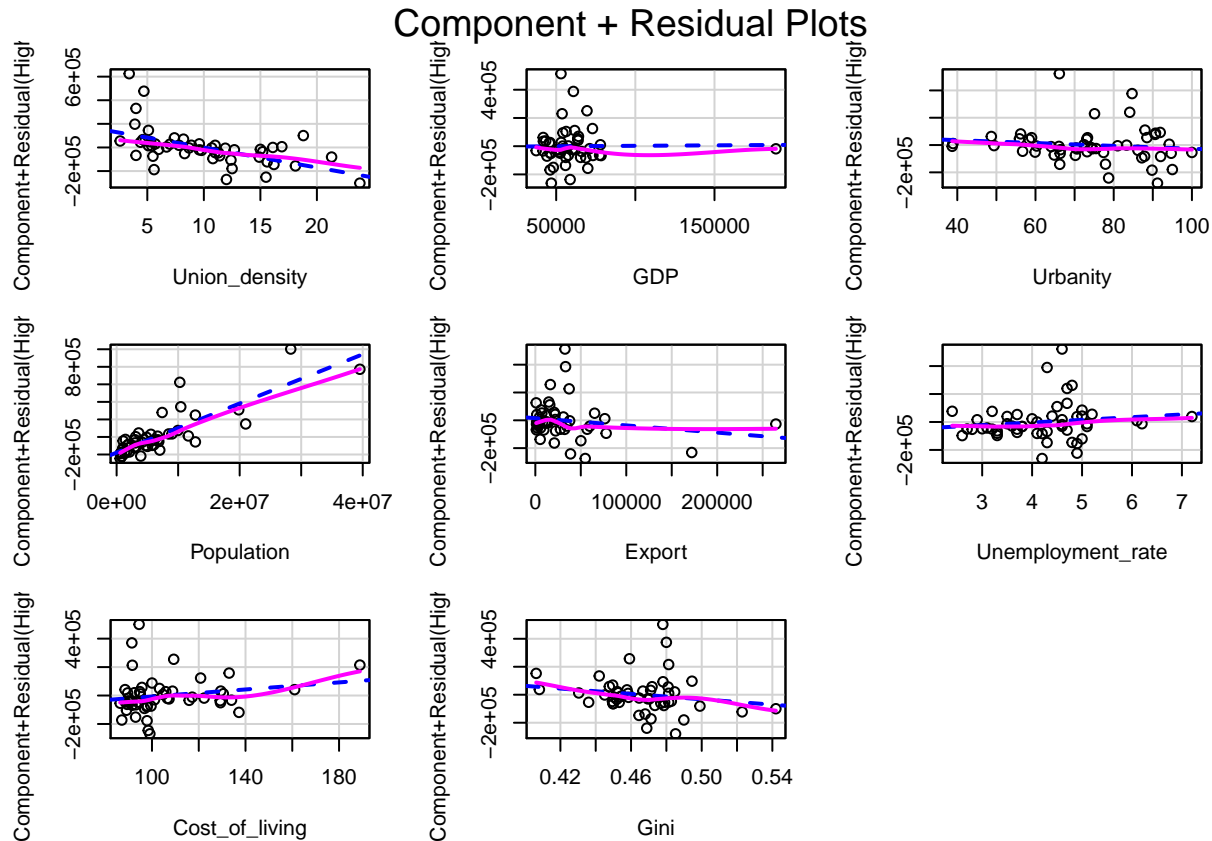 Component + Residual Plots
Component+Residual(High
−2e+05 6e+05
5 10 15 20
Union_density
Component+Residual(High
−2e+05 4e+05
50000 150000
GDP
Component+Residual(High
−2e+05
40 60 80 100
Urbanity
Component+Residual(High
−2e+05 8e+05
0e+00 2e+07 4e+07
Population
Component+Residual(High
−2e+05
0 100000 200000
Export
Component+Residual(High
−2e+05
3 4 5 6 7
Unemployment_rate
Component+Residual(High
−2e+05 4e+05
100 140 180
Cost_of_living
Component+Residual(High
−2e+05 4e+05
0.42 0.46 0.50 0.54
Gini